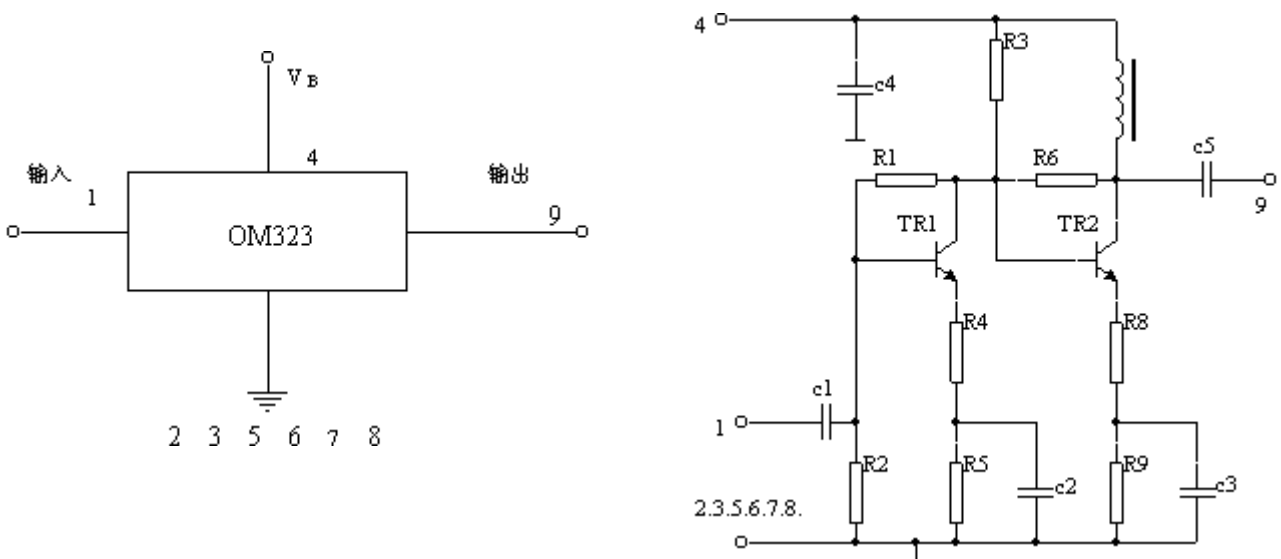 V B
4
输入
1
OM323
输出
9
2 3 5 6 7 8
4
R3
c4
R1
R6
c5
9
TR1
TR2
R4
R8
c1
1
R2
R5
c2
R9
c3
2.3.5.6.7.8.